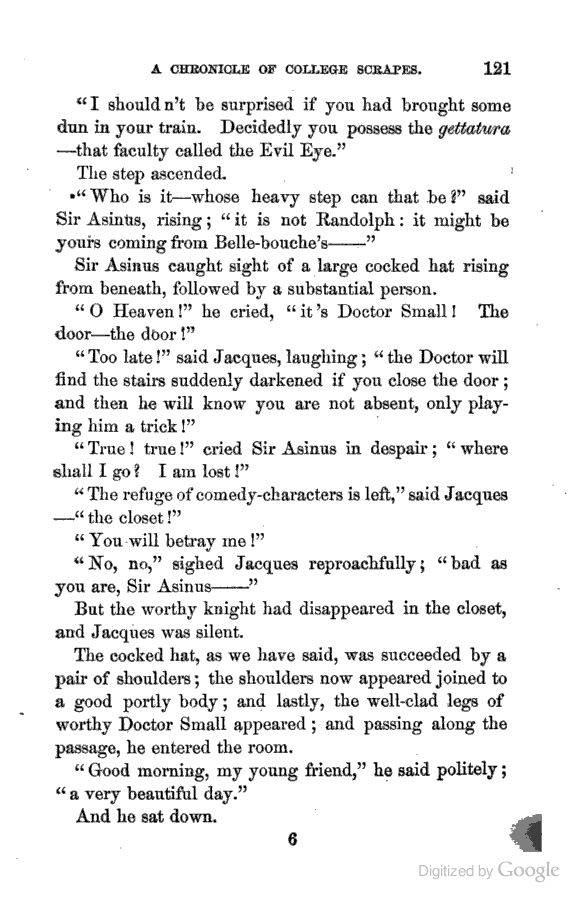 A CHRONICLE OF COLLEGE SCRAPES. 121
“I shouldn’t be surprised if you had brought some
dun in your train. Decidedly you possess the gettatura
—that faculty called the Evil Eye.”
The step ascended.
“Who is it—whose heavy step can that be?” said
Sir Asinus, rising; “it is not Randolph: it might be
yours coming from Belle-bouche’s——”
Sir Asinus caught sight of a large cocked hat rising
from beneath, followed by a substantial person.
“O Heaven!” he cried, “it’s Doctor Small! The
door—the door!”
“Too late!” said Jacques, laughing; “the Doctor will
find the stairs suddenly darkened if you close the door;
and then he will know you are not absent, only play-
ing him a trick!”
“True! true!” cried Sir Asinus in despair; “where
shall I go? I am lost!”
“The refuge of comedy-characters is left,” said Jacques
—“the closet!”
“You will betray me!”
“No, no,” sighed Jacques reproachfully; “bad as
you are, Sir Asinus——”
But the worthy knight had disappeared in the closet,
and Jacques was silent.
The cocked hat, as we have said, was succeeded by a
pair of shoulders; the shoulders now appeared joined to
a good portly body; and lastly, the well-clad legs of
worthy Doctor Small appeared; and passing along the
passage, he entered the room.
“Good morning, my young friend,” he said politely;
“a very beautiful day.”
And he sat down.
6
Digitized by Google